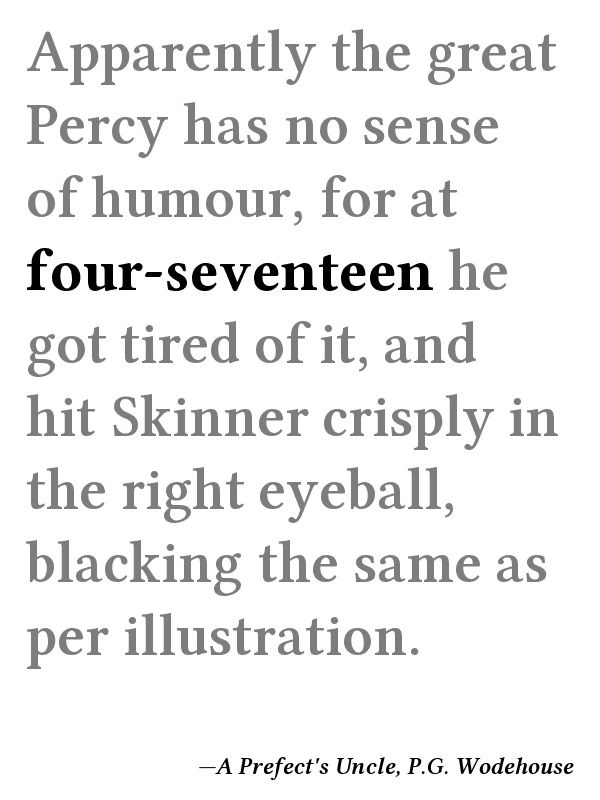 Apparently the great
Percy has no sense
of humour, for at
four-seventeen he
got tired of it, and
hit Skinner crisply in
the right eyeball,
blacking the same as
per illustration.
—A Prefect's Uncle, P.G. Wodehouse